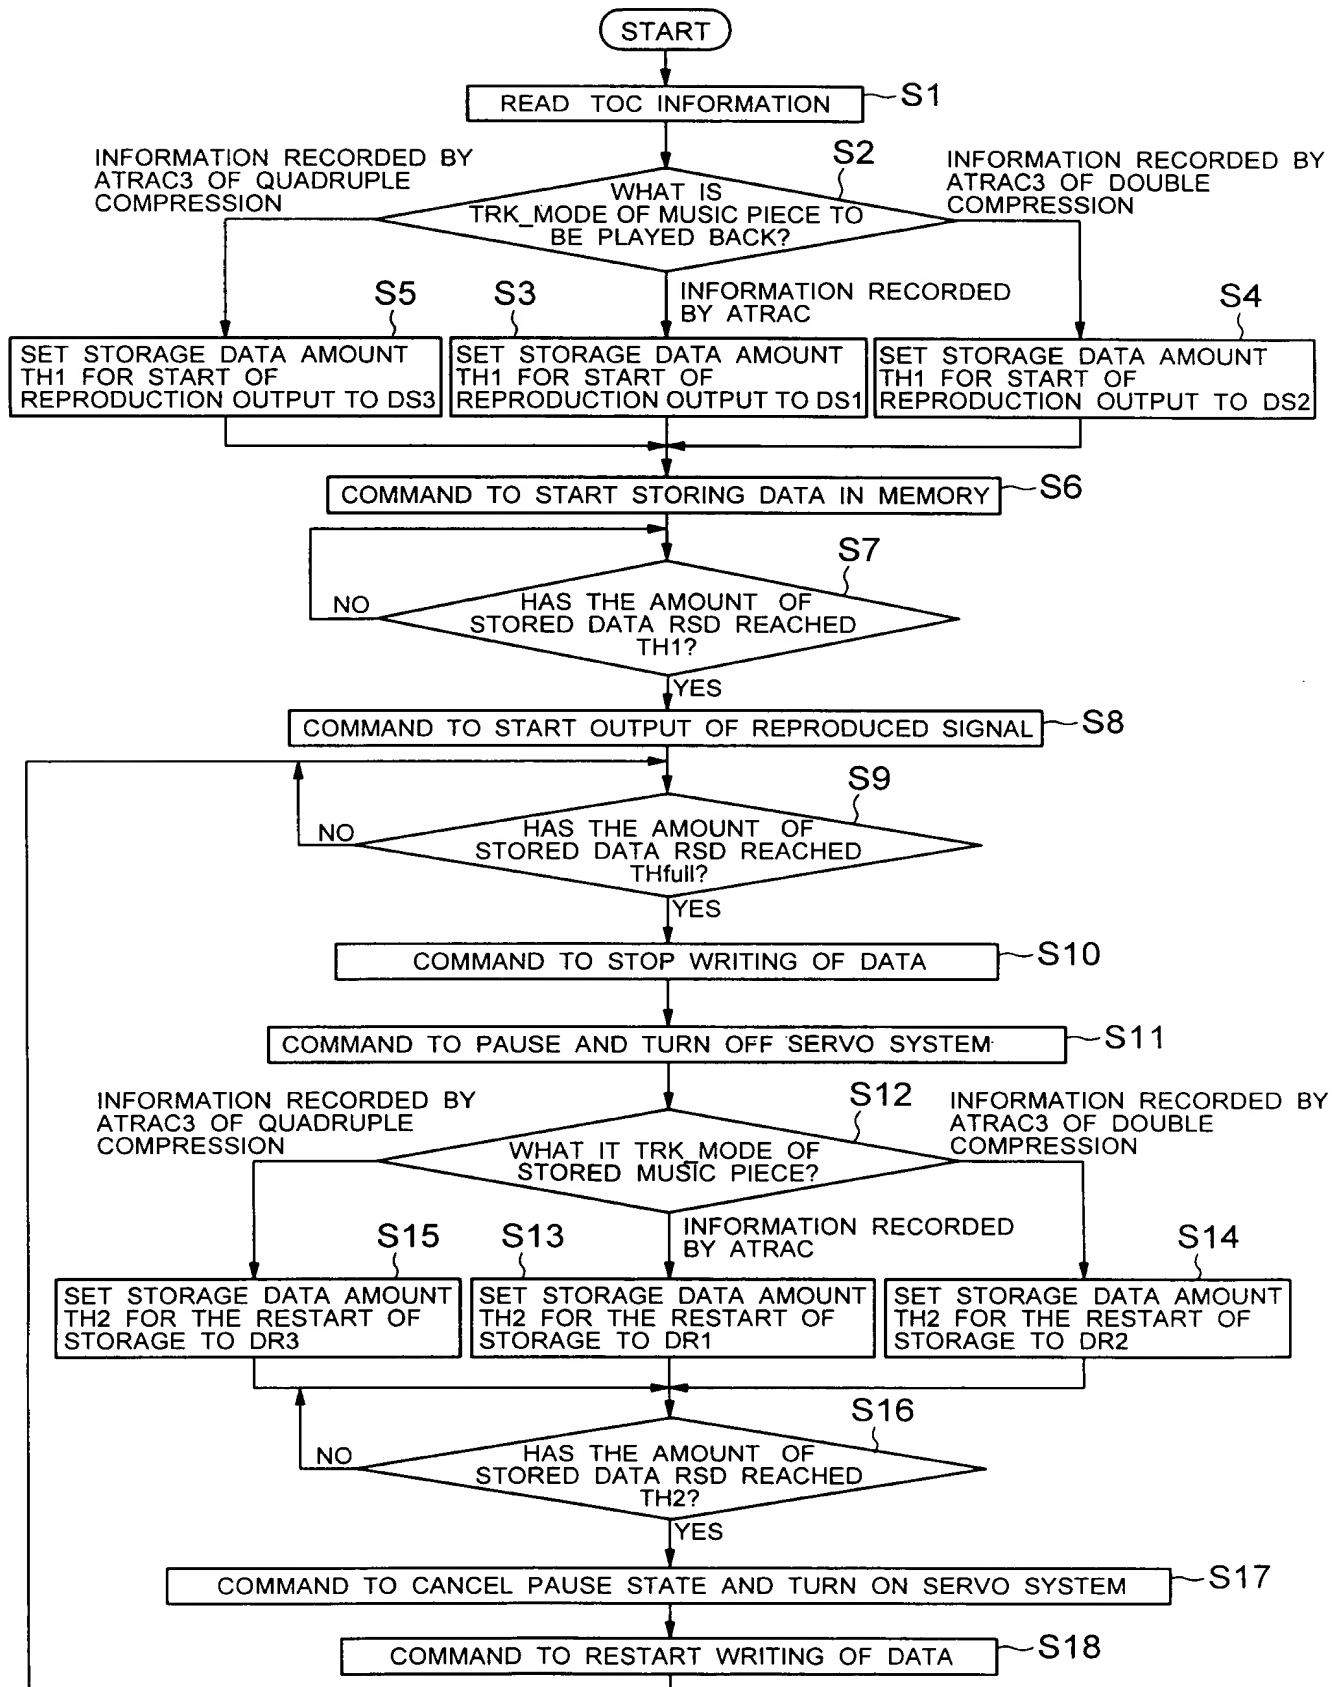 START
READ TOC INFORMATION
S1
INFORMATION RECORDED BY
ATRAC3 OF QUADRUPLE
COMPRESSION
S2
WHAT IS
TRK_MODE OF MUSIC PIECE TO
BE PLAYED BACK?
INFORMATION RECORDED BY
ATRAC3 OF DOUBLE
COMPRESSION
INFORMATION RECORDED
BY ATRAC
S5
SET STORAGE DATA AMOUNT
TH1 FOR START OF
REPRODUCTION OUTPUT TO DS3
S3
SET STORAGE DATA AMOUNT
TH1 FOR START OF
REPRODUCTION OUTPUT TO DS1
S4
SET STORAGE DATA AMOUNT
TH1 FOR START OF
REPRODUCTION OUTPUT TO DS2
COMMAND TO START STORING DATA IN MEMORY
S6
S7
NO
HAS THE AMOUNT OF
STORED DATA RSD REACHED
TH1?
YES
COMMAND TO START OUTPUT OF REPRODUCED SIGNAL
S8
S9
NO
HAS THE AMOUNT OF
STORED DATA RSD REACHED
THfull?
YES
COMMAND TO STOP WRITING OF DATA
S10
COMMAND TO PAUSE AND TURN OFF SERVO SYSTEM
S11
INFORMATION RECORDED BY
ATRAC3 OF QUADRUPLE
COMPRESSION
S12
WHAT IT TRK_MODE OF
STORED MUSIC PIECE?
INFORMATION RECORDED BY
ATRAC3 OF DOUBLE
COMPRESSION
INFORMATION RECORDED
BY ATRAC
S15
SET STORAGE DATA AMOUNT
TH2 FOR THE RESTART OF
STORAGE TO DR3
S13
SET STORAGE DATA AMOUNT
TH2 FOR THE RESTART OF
STORAGE TO DR1
S14
SET STORAGE DATA AMOUNT
TH2 FOR THE RESTART OF
STORAGE TO DR2
S16
NO
HAS THE AMOUNT OF
STORED DATA RSD REACHED
TH2?
YES
COMMAND TO CANCEL PAUSE STATE AND TURN ON SERVO SYSTEM
S17
COMMAND TO RESTART WRITING OF DATA
S18